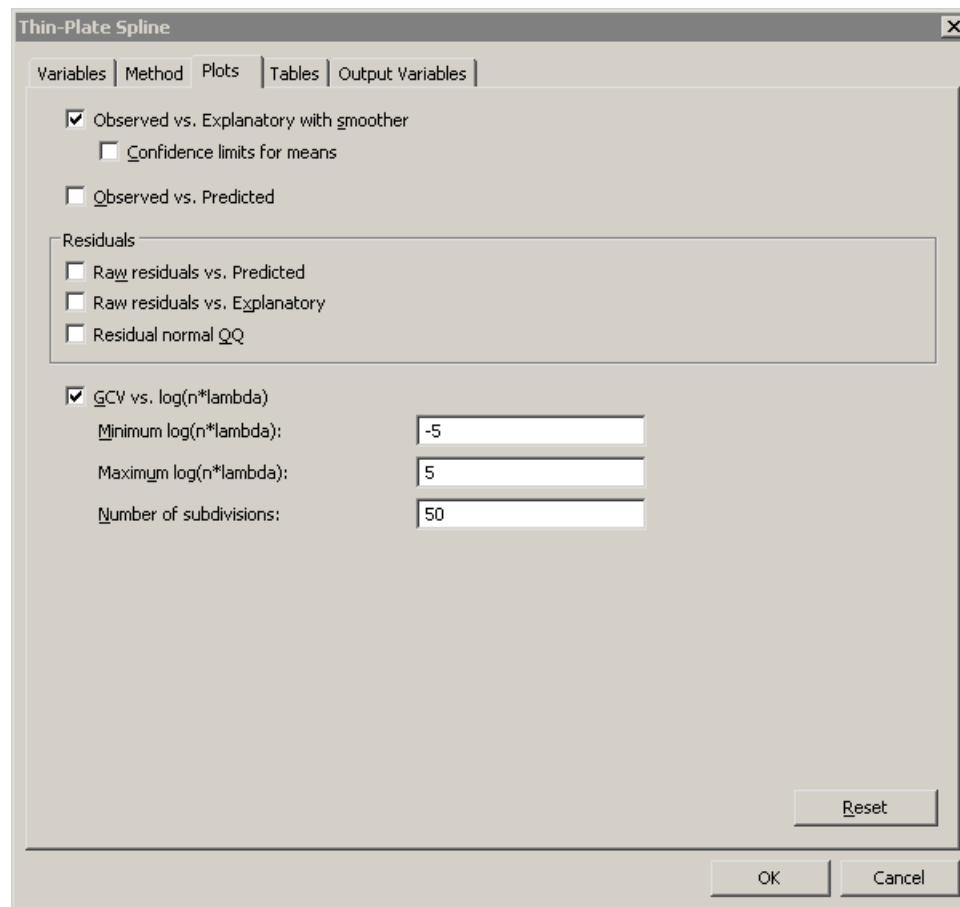 Thin-Plate Spline
Variables Method Plots Tables Output Variables
Observed vs. Explanatory with smoother
Confidence limits for means
Observed vs. Predicted
Residuals
Raw residuals vs. Predicted
Raw residuals vs. Explanatory
Residual normal QQ
GCV vs. log(n*lambda)
Minimum log(n*lambda): -5
Maximum log(n*lambda): 5
Number of subdivisions: 50
Reset
OK Cancel